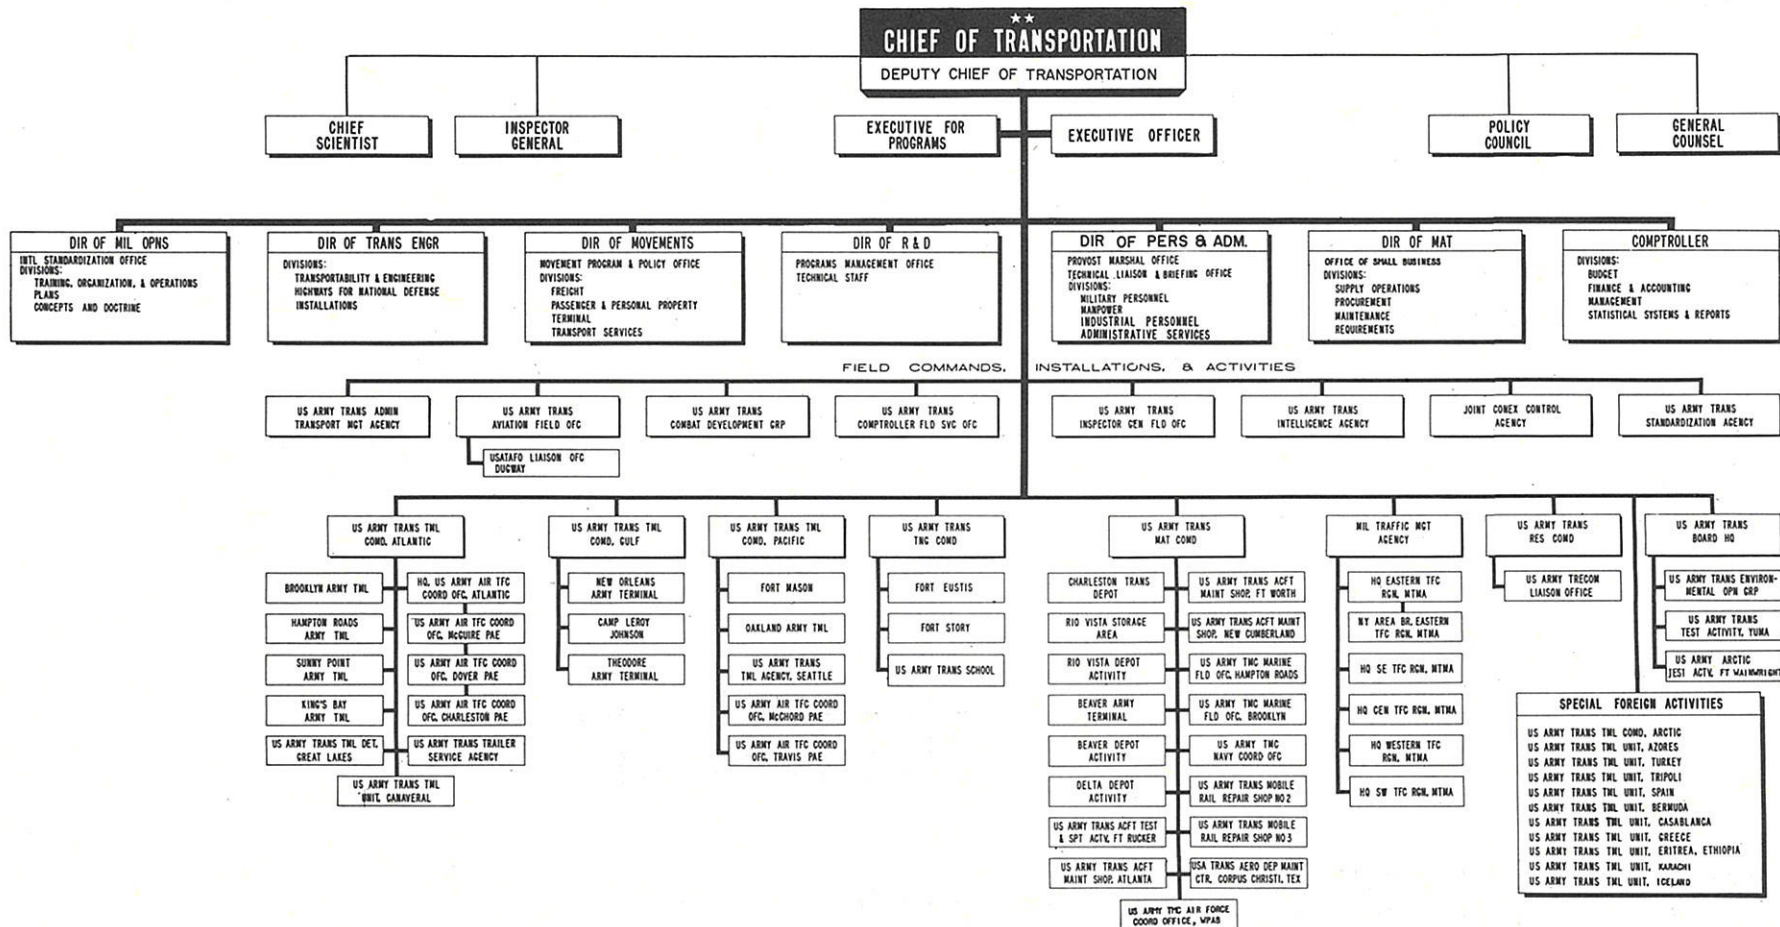 ★★
CHIEF OF TRANSPORTATION
DEPUTY CHIEF OF TRANSPORTATION
CHIEF
SCIENTIST
INSPECTOR
GENERAL
EXECUTIVE FOR
PROGRAMS
EXECUTIVE OFFICER
POLICY
COUNCIL
GENERAL
COUNSEL
DIR OF MIL OPNS
INTL STANDARDIZATION OFFICE
DIVISIONS:
TRAINING, ORGANIZATION, & OPERATIONS
PLANS
CONCEPTS AND DOCTRINE
DIR OF TRANS ENGR
DIVISIONS:
TRANSPORTABILITY & ENGINEERING
HIGHWAYS FOR NATIONAL DEFENSE
INSTALLATIONS
DIR OF MOVEMENTS
MOVEMENT PROGRAM & POLICY OFFICE
DIVISIONS:
FREIGHT
PASSENGER & PERSONAL PROPERTY
TERMINAL
TRANSPORT SERVICES
DIR OF R & D
PROGRAMS MANAGEMENT OFFICE
TECHNICAL STAFF
DIR OF PERS & ADM.
PROVOST MARSHAL OFFICE
TECHNICAL LIAISON & BRIEFING OFFICE
DIVISIONS:
MILITARY PERSONNEL
MANPOWER
INDUSTRIAL PERSONNEL
ADMINISTRATIVE SERVICES
DIR OF MAT
OFFICE OF SMALL BUSINESS
DIVISIONS:
SUPPLY OPERATIONS
PROCUREMENT
MAINTENANCE
REQUIREMENTS
COMPTROLLER
DIVISIONS:
BUDGET
FINANCE & ACCOUNTING
MANAGEMENT
STATISTICAL SYSTEMS & REPORTS
FIELD COMMANDS, INSTALLATIONS, & ACTIVITIES
US ARMY TRANS ADMIN
TRANSPORT MGT AGENCY
US ARMY TRANS
AVIATION FIELD OFC
USATAFO LIAISON OFC
DUGWAY
US ARMY TRANS
COMBAT DEVELOPMENT GRP
US ARMY TRANS
COMPTROLLER FLD SVC OFC
US ARMY TRANS
INSPECTOR GEN FLD OFC
US ARMY TRANS
INTELLIGENCE AGENCY
JOINT CONEX CONTROL
AGENCY
US ARMY TRANS
STANDARDIZATION AGENCY
US ARMY TRANS TML
COMD, ATLANTIC
BROOKLYN ARMY TML
HQ, US ARMY AIR TFC
COORD OFC, ATLANTIC
HAMPTON ROADS
ARMY TML
US ARMY AIR TFC COORD
OFC, McGUIRE PAE
SUNNY POINT
ARMY TML
US ARMY AIR TFC COORD
OFC, DOVER PAE
KING'S BAY
ARMY TML
US ARMY AIR TFC COORD
OFC, CHARLESTON PAE
US ARMY TRANS TML DET,
GREAT LAKES
US ARMY TRANS TRAILER
SERVICE AGENCY
US ARMY TRANS TML
UNIT, CANAVERAL
US ARMY TRANS TML
COMD, GULF
NEW ORLEANS
ARMY TERMINAL
CAMP LEROY
JOHNSON
THEODORE
ARMY TERMINAL
US ARMY TRANS TML
COMD, PACIFIC
FORT MASON
OAKLAND ARMY TML
US ARMY TRANS
TML AGENCY, SEATTLE
US ARMY AIR TFC COORD
OFC, McCHORD PAE
US ARMY AIR TFC COORD
OFC, TRAVIS PAE
US ARMY TRANS
TNG COMD
FORT EUSTIS
FORT STORY
US ARMY TRANS SCHOOL
US ARMY TRANS
MAT COMD
CHARLESTON TRANS
DEPOT
US ARMY TRANS ACFT
MAINT SHOP, FT WORTH
RIO VISTA STORAGE
AREA
US ARMY TRANS ACFT MAINT
SHOP, NEW CUMBERLAND
RIO VISTA DEPOT
ACTIVITY
US ARMY TMC MARINE
FLD OFC, HAMPTON ROADS
BEAVER ARMY
TERMINAL
US ARMY TMC MARINE
FLD OFC, BROOKLYN
BEAVER DEPOT
ACTIVITY
US ARMY TMC
NAVY COORD OFC
DELTA DEPOT
ACTIVITY
US ARMY TRANS MOBILE
RAIL REPAIR SHOP NO 2
US ARMY TRANS ACFT TEST
& SPT ACTV, FT RUCKER
US ARMY TRANS MOBILE
RAIL REPAIR SHOP NO 3
US ARMY TRANS ACFT
MAINT SHOP, ATLANTA
USA TRANS AERO DEP MAINT
CTR, CORPUS CHRISTI, TEX
US ARMY TMC AIR FORCE
COORD OFFICE, WPAB
MIL TRAFFIC MGT
AGENCY
HQ EASTERN TFC
RGN, MTMA
NY AREA BR, EASTERN
TFC RGN, MTMA
HQ SE TFC RGN, MTMA
HQ CEN TFC RGN, MTMA
HQ WESTERN TFC
RGN, MTMA
HQ SW TFC RGN, MTMA
US ARMY TRANS
RES COMD
US ARMY TRECOM
LIAISON OFFICE
US ARMY TRANS
BOARD HQ
US ARMY TRANS ENVIRON-
MENTAL OPN GRP
US ARMY TRANS
TEST ACTIVITY, YUMA
US ARMY ARCTIC
TEST ACTV, FT WAINWRIGHT
SPECIAL FOREIGN ACTIVITIES
US ARMY TRANS TML COMD, ARCTIC
US ARMY TRANS TML UNIT, AZORES
US ARMY TRANS TML UNIT, TURKEY
US ARMY TRANS TML UNIT, TRIPOLI
US ARMY TRANS TML UNIT, SPAIN
US ARMY TRANS TML UNIT, BERMUDA
US ARMY TRANS TML UNIT, CASABLANCA
US ARMY TRANS TML UNIT, GREECE
US ARMY TRANS TML UNIT, ERITREA, ETHIOPIA
US ARMY TRANS TML UNIT, KARACHI
US ARMY TRANS TML UNIT, ICELAND